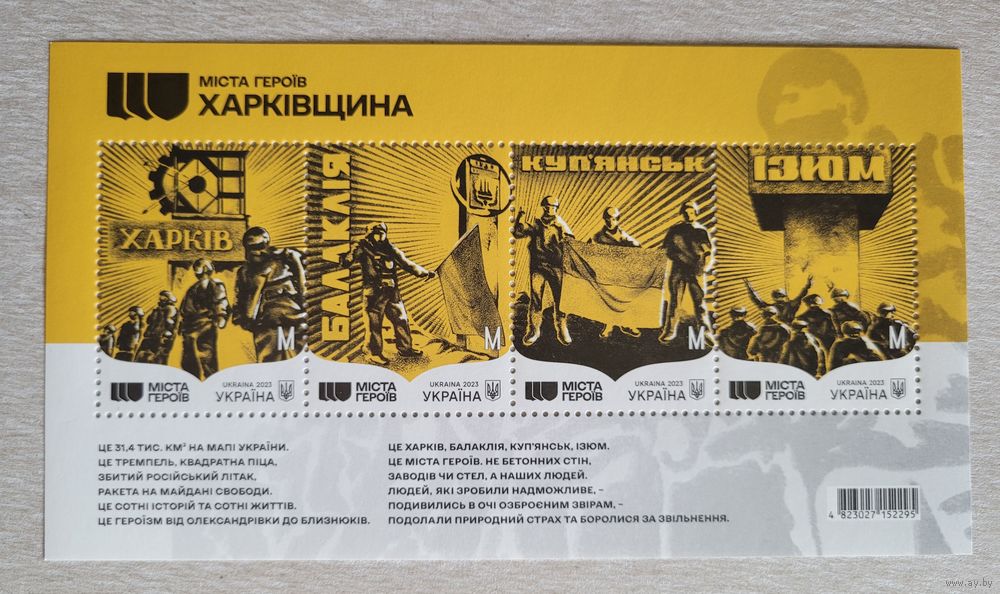 МІСТА ГЕРОЇВ
ХАРКІВЩИНА
ХАРКІВ
М
МІСТА ГЕРОЇВ
UKRAINA 2023
УКРАЇНА
БАЛАКЛІЯ
М
МІСТА ГЕРОЇВ
UKRAINA 2023
УКРАЇНА
КУП'ЯНСЬК
М
МІСТА ГЕРОЇВ
UKRAINA 2023
УКРАЇНА
ІЗЮМ
М
МІСТА ГЕРОЇВ
UKRAINA 2023
УКРАЇНА
ЦЕ 31,4 ТИС. КМ² НА МАПІ УКРАЇНИ.
ЦЕ ТРЕМПЕЛЬ, КВАДРАТНА ПІЦА,
ЗБИТИЙ РОСІЙСЬКИЙ ЛІТАК,
РАКЕТА НА МАЙДАНІ СВОБОДИ.
ЦЕ СОТНІ ІСТОРІЙ ТА СОТНІ ЖИТТІВ.
ЦЕ ГЕРОЇЗМ ВІД ОЛЕКСАНДРІВКИ ДО БЛИЗНЮКІВ.
ЦЕ ХАРКІВ, БАЛАКЛІЯ, КУП'ЯНСЬК, ІЗЮМ.
ЦЕ МІСТА ГЕРОЇВ. НЕ БЕТОННИХ СТІН,
ЗАВОДІВ ЧИ СТЕЛ, А НАШИХ ЛЮДЕЙ.
ЛЮДЕЙ, ЯКІ ЗРОБИЛИ НАДМОЖЛИВЕ, –
ПОДИВИЛИСЬ В ОЧІ ОЗБРОЄНИМ ЗВІРАМ, –
ПОДОЛАЛИ ПРИРОДНИЙ СТРАХ ТА БОРОЛИСЯ ЗА ЗВІЛЬНЕННЯ.
4 823027 152295
www.ay.by